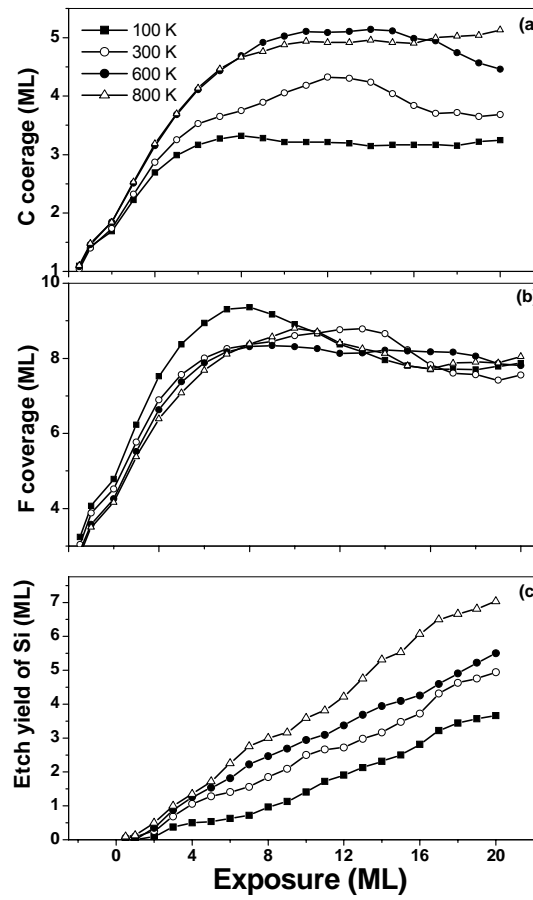 (a
100 K
300 K
600 K
800 K
5
4
3
2
1
C coerage (ML)
(b
10
8
6
4
F coverage (ML)
(c
7
6
5
4
3
2
1
0
Etch yield of Si (ML)
0 4 8 12 16 20
Exposure (ML)